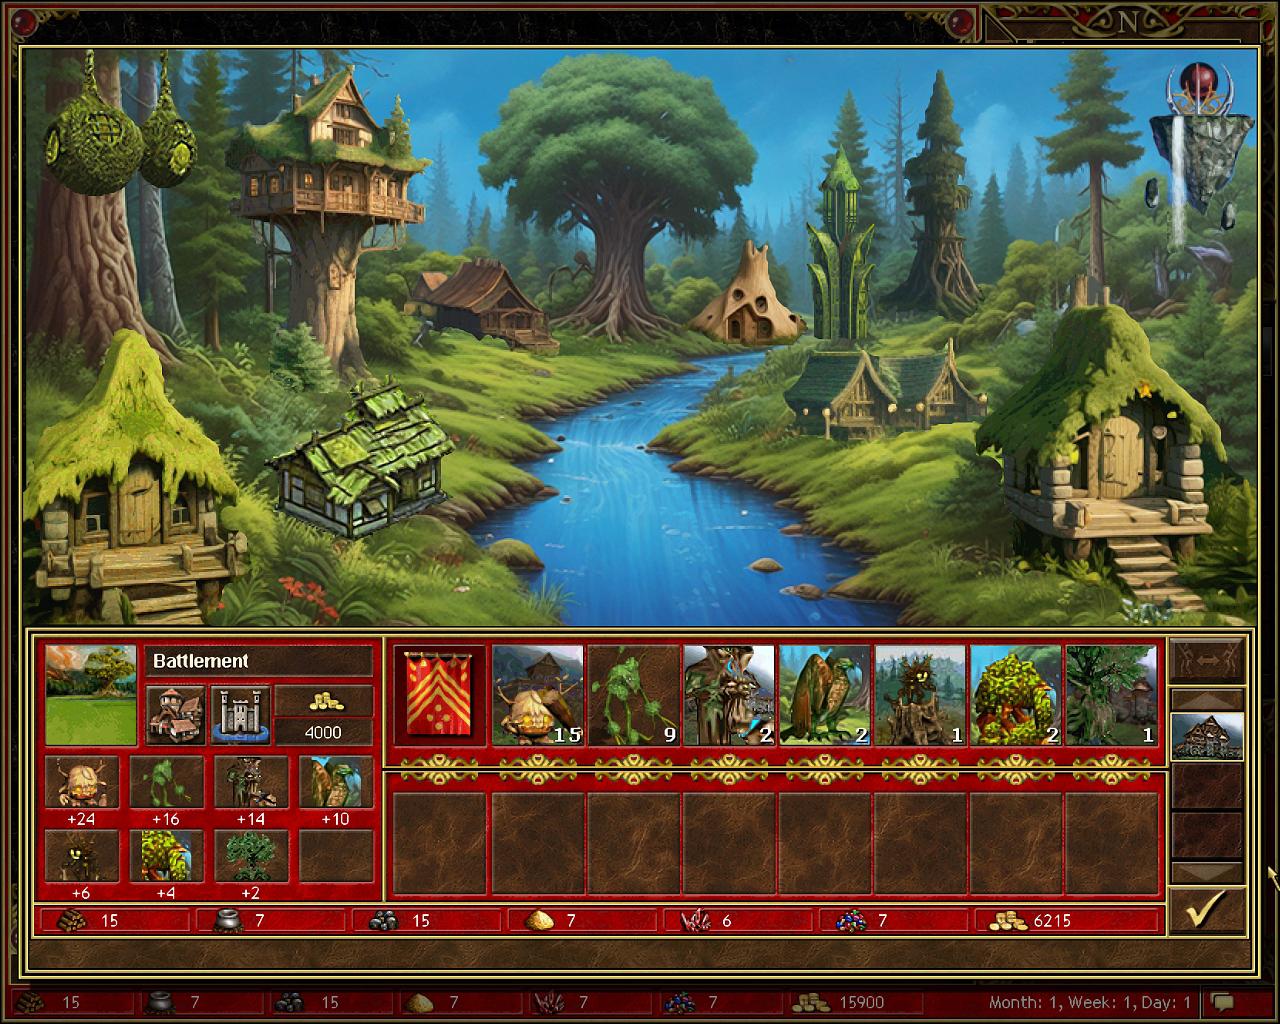 N
Battlement
4000
15 9 2 2 1 2 1
+24 +16 +14 +10
+6 +4 +2
15 7 15 7 6 7 6215
15 7 15 7 7 7 15900 Month: 1, Week: 1, Day: 1